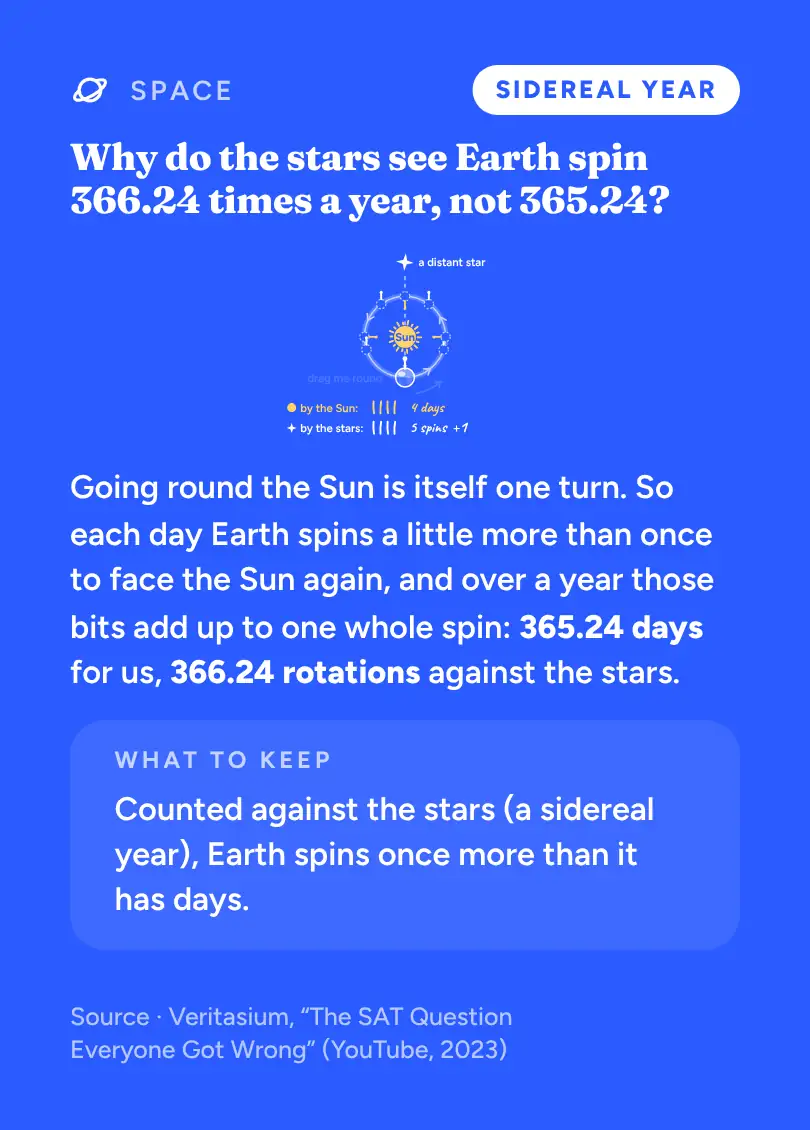 SPACE
SIDEREAL YEAR
Why do the stars see Earth spin
366.24 times a year, not 365.24?
a distant star
Sun
drag me round
by the Sun: 4 days
by the stars: 5 spins +1
Going round the Sun is itself one turn. So
each day Earth spins a little more than once
to face the Sun again, and over a year those
bits add up to one whole spin: 365.24 days
for us, 366.24 rotations against the stars.
WHAT TO KEEP
Counted against the stars (a sidereal
year), Earth spins once more than it
has days.
Source · Veritasium, “The SAT Question
Everyone Got Wrong” (YouTube, 2023)